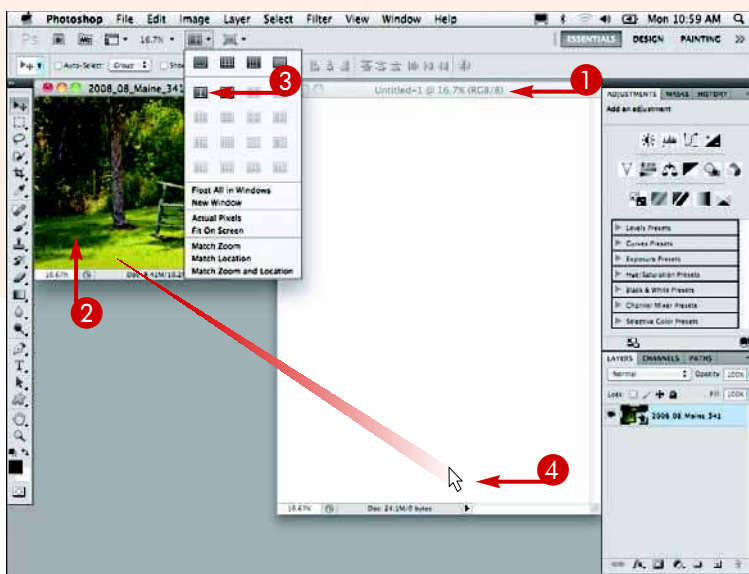 Photoshop File Edit Image Layer Select Filter View Window Help Mon 10:59 AM
Ps 16.7% ESSENTIALS DESIGN PAINTING >>
Auto-Select: Group
3
2008_08_Maine_341
Untitled-1 @ 16.7% (RGB/8)
1
ADJUSTMENTS MASKS HISTORY
Add an adjustment
Float All in Windows
New Window
Actual Pixels
Fit On Screen
Match Zoom
Match Location
Match Zoom and Location
16.67%
2
Levels Presets
Curves Presets
Exposure Presets
Hue/Saturation Presets
Black & White Presets
Channel Mixer Presets
Selective Color Presets
LAYERS CHANNELS PATHS
Normal Opacity: 100%
Lock: Fill: 100%
2008_08_Maine_341
4
16.67% Doc: 24.1M/0 bytes